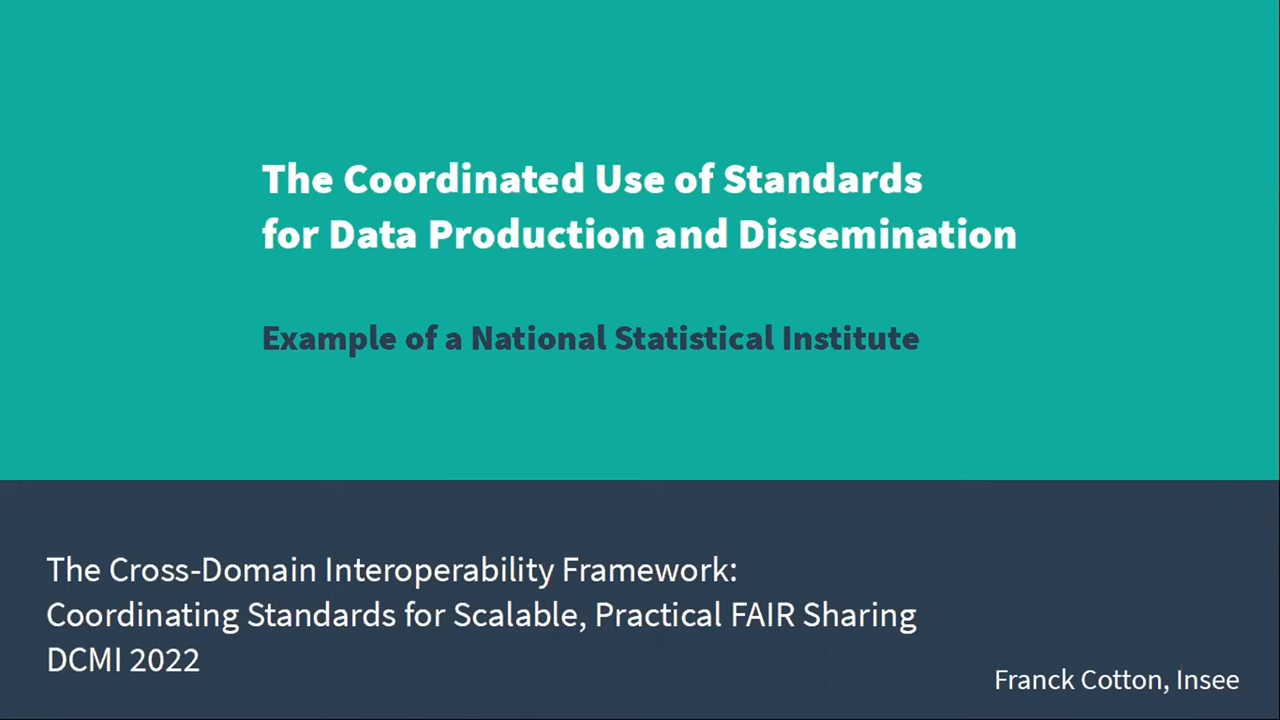 The Coordinated Use of Standards
for Data Production and Dissemination
Example of a National Statistical Institute
The Cross-Domain Interoperability Framework:
Coordinating Standards for Scalable, Practical FAIR Sharing
DCMI 2022
Franck Cotton, Insee